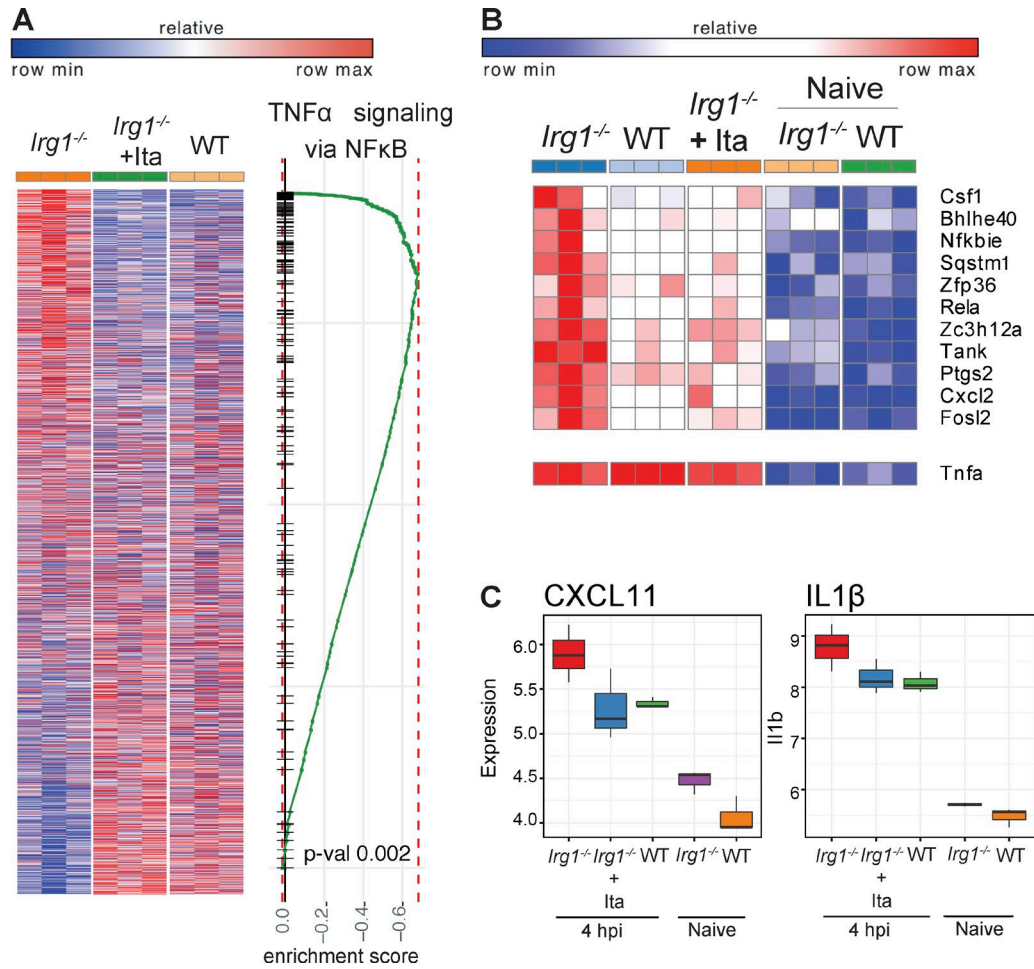 A
relative
row min
row max
Irg1-/-
Irg1-/-
+Ita
WT
TNFα signaling
via NFκB
p-val 0.002
0.0
−0.2
−0.4
−0.6
enrichment score
B
relative
row min
row max
Irg1-/-
WT
Irg1-/-
+ Ita
Naive
Irg1-/-
WT
Csf1
Bhlhe40
Nfkbie
Sqstm1
Zfp36
Rela
Zc3h12a
Tank
Ptgs2
Cxcl2
Fosl2
Tnfa
C
CXCL11
Expression
6.0
5.5
5.0
4.5
4.0
Irg1-/-
Irg1-/-
+
Ita
WT
Irg1-/-
WT
4 hpi
Naive
IL1β
Il1b
9
8
7
6
Irg1-/-
Irg1-/-
+
Ita
WT
Irg1-/-
WT
4 hpi
Naive